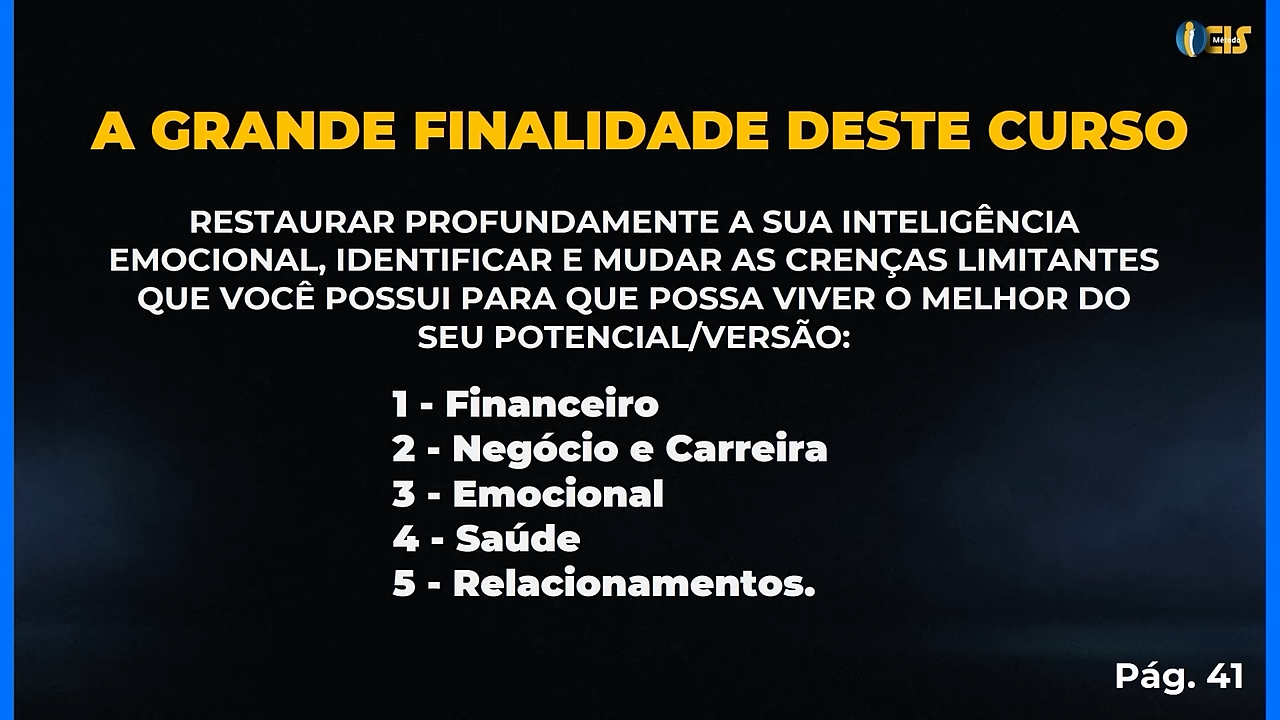 Método
CIS
A GRANDE FINALIDADE DESTE CURSO
RESTAURAR PROFUNDAMENTE A SUA INTELIGÊNCIA
EMOCIONAL, IDENTIFICAR E MUDAR AS CRENÇAS LIMITANTES
QUE VOCÊ POSSUI PARA QUE POSSA VIVER O MELHOR DO
SEU POTENCIAL/VERSÃO:
1 - Financeiro
2 - Negócio e Carreira
3 - Emocional
4 - Saúde
5 - Relacionamentos.
Pág. 41